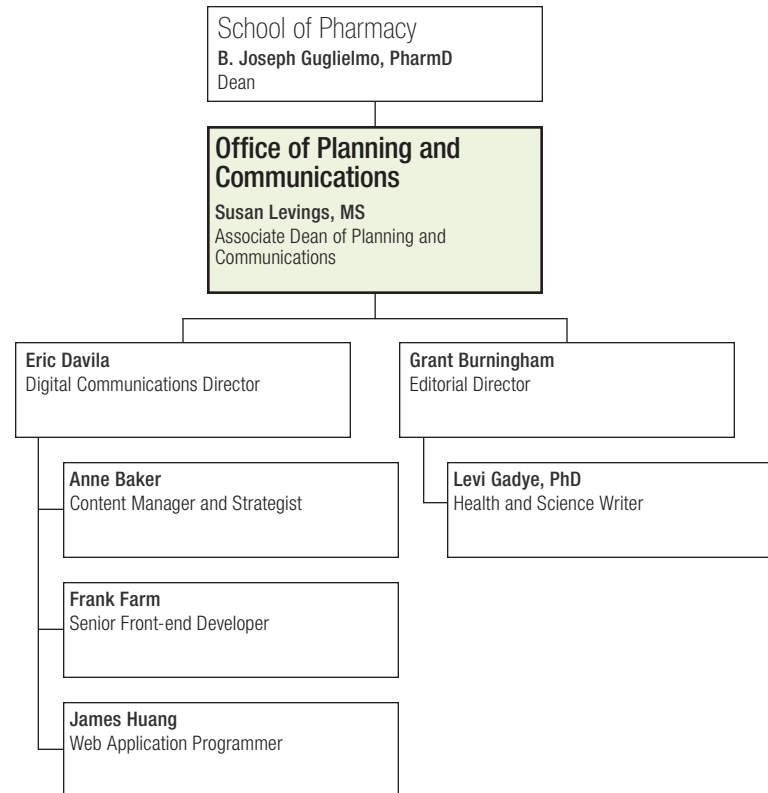 School of Pharmacy
B. Joseph Guglielmo, PharmD
Dean
Office of Planning and
Communications
Susan Levings, MS
Associate Dean of Planning and
Communications
Eric Davila
Digital Communications Director
Grant Burningham
Editorial Director
Anne Baker
Content Manager and Strategist
Levi Gadye, PhD
Health and Science Writer
Frank Farm
Senior Front-end Developer
James Huang
Web Application Programmer